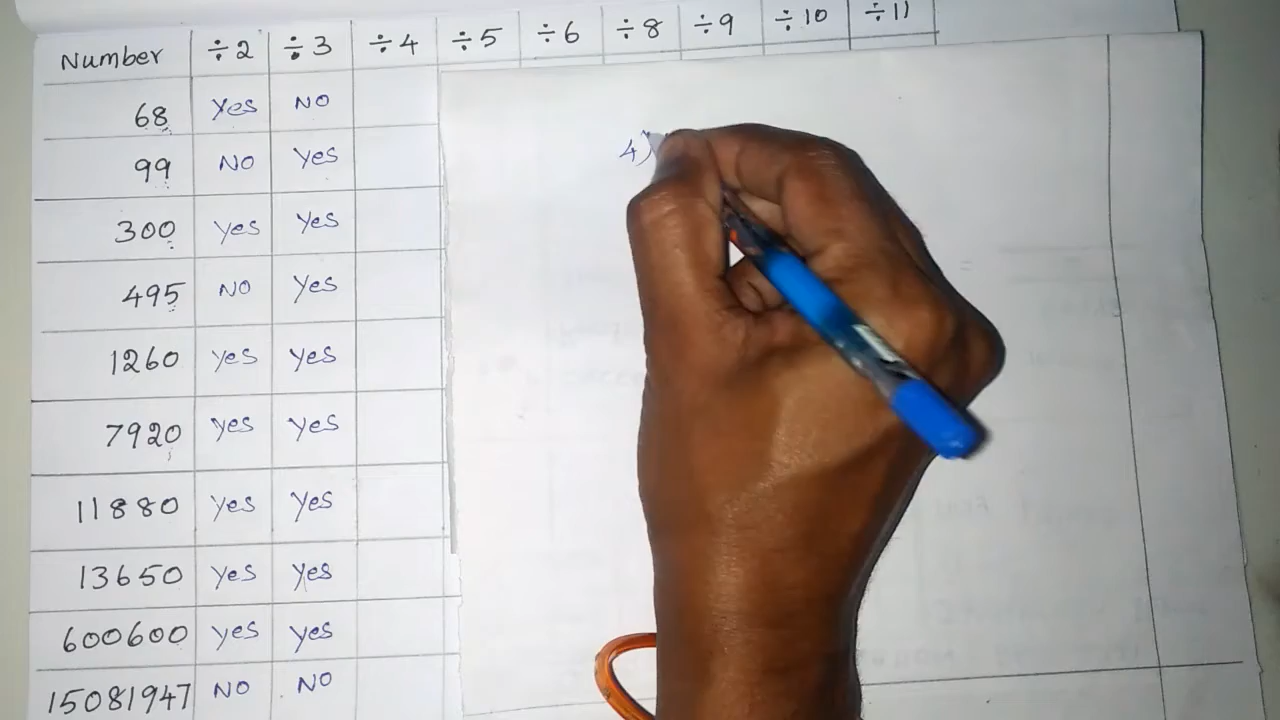 Number ÷2 ÷3 ÷4 ÷5 ÷6 ÷8 ÷9 ÷10 ÷11
68 Yes NO
99 NO Yes
300 Yes Yes
495 NO Yes
1260 Yes Yes
7920 Yes Yes
11880 Yes Yes
13650 Yes Yes
600600 Yes Yes
15081947 NO NO
4)